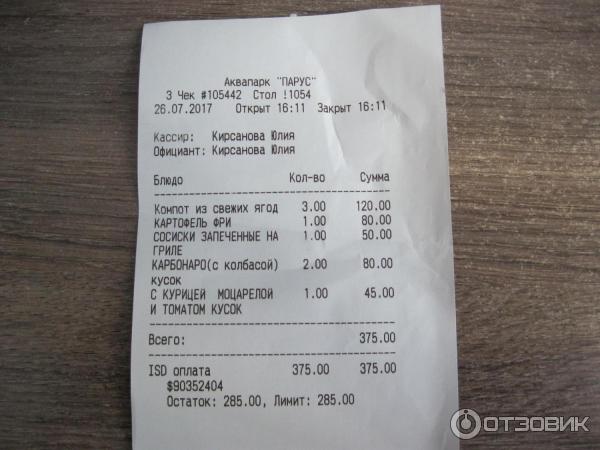 Аквапарк "ПАРУС"
3 Чек #105442 Стол !1054
26.07.2017 Открыт 16:11 Закрыт 16:11
Кассир: Кирсанова Юлия
Официант: Кирсанова Юлия
Блюдо Кол-во Сумма
Компот из свежих ягод 3.00 120.00
КАРТОФЕЛЬ ФРИ 1.00 80.00
СОСИСКИ ЗАПЕЧЕННЫЕ НА 1.00 50.00
ГРИЛЕ
КАРБОНАРО(с колбасой) 2.00 80.00
кусок
С КУРИЦЕЙ МОЦАРЕЛОЙ 1.00 45.00
И ТОМАТОМ КУСОК
Всего: 375.00
ISD оплата 375.00 375.00
$90352404
Остаток: 285.00, Лимит: 285.00
ОТЗОВИК